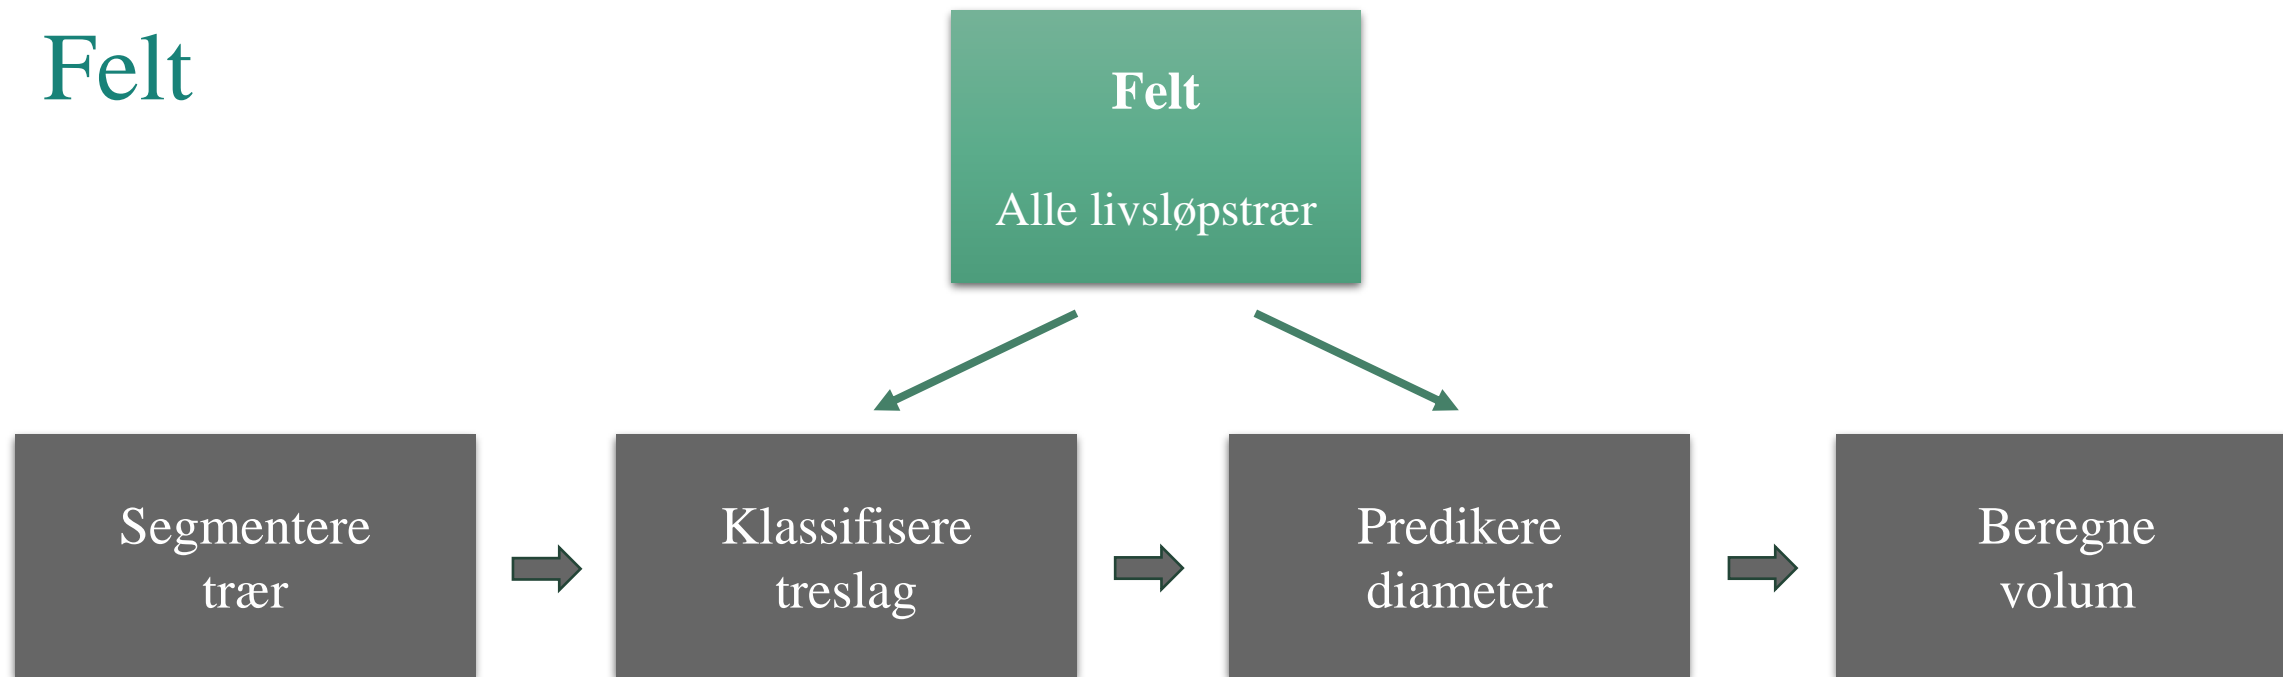 Felt
Felt
Alle livsløpstrær
Segmentere
trær
Klassifisere
treslag
Predikere
diameter
Beregne
volum